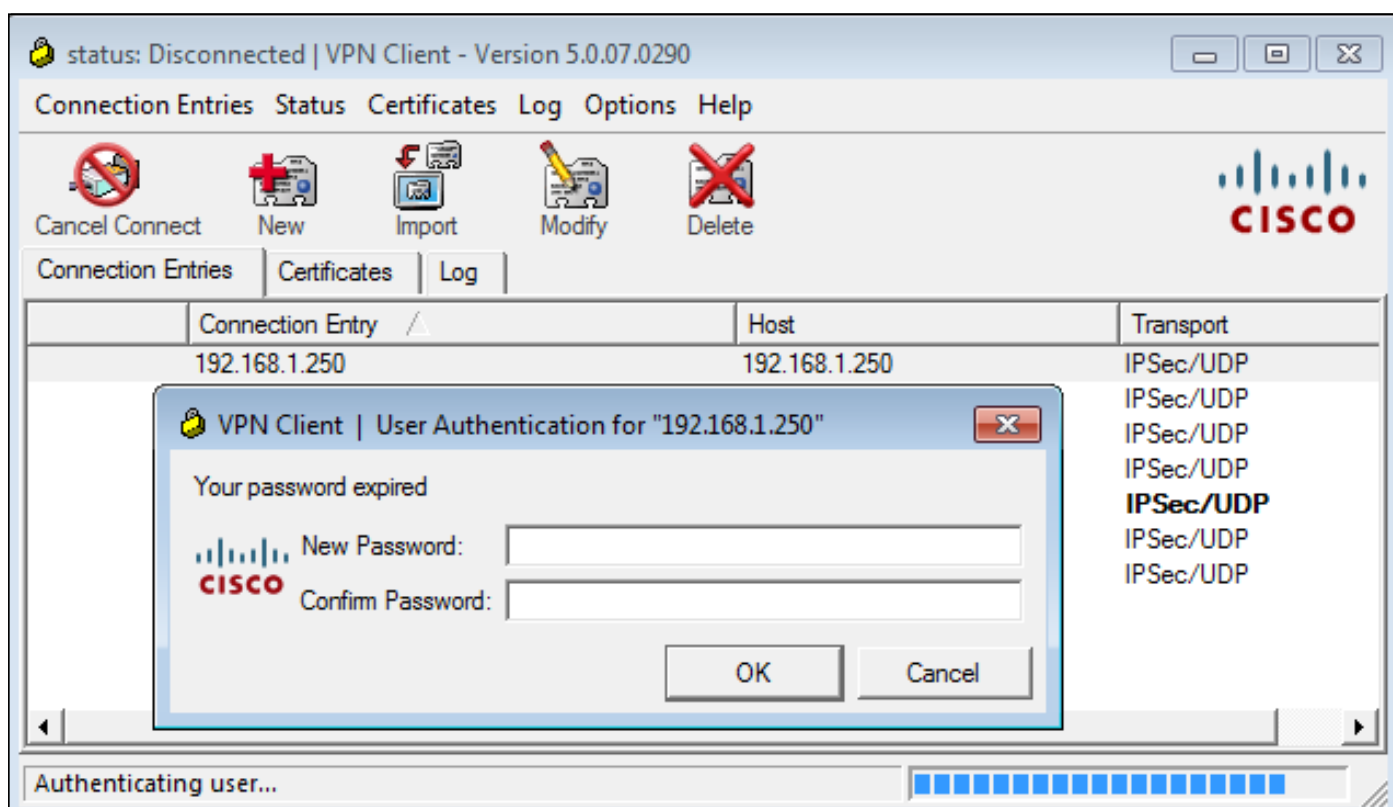 status: Disconnected | VPN Client - Version 5.0.07.0290
Connection Entries Status Certificates Log Options Help
Cancel Connect New Import Modify Delete
CISCO
Connection Entries Certificates Log
Connection Entry Host Transport
192.168.1.250 192.168.1.250 IPSec/UDP
IPSec/UDP
IPSec/UDP
IPSec/UDP
IPSec/UDP
IPSec/UDP
IPSec/UDP
VPN Client | User Authentication for "192.168.1.250"
Your password expired
CISCO
New Password:
Confirm Password:
OK Cancel
Authenticating user...